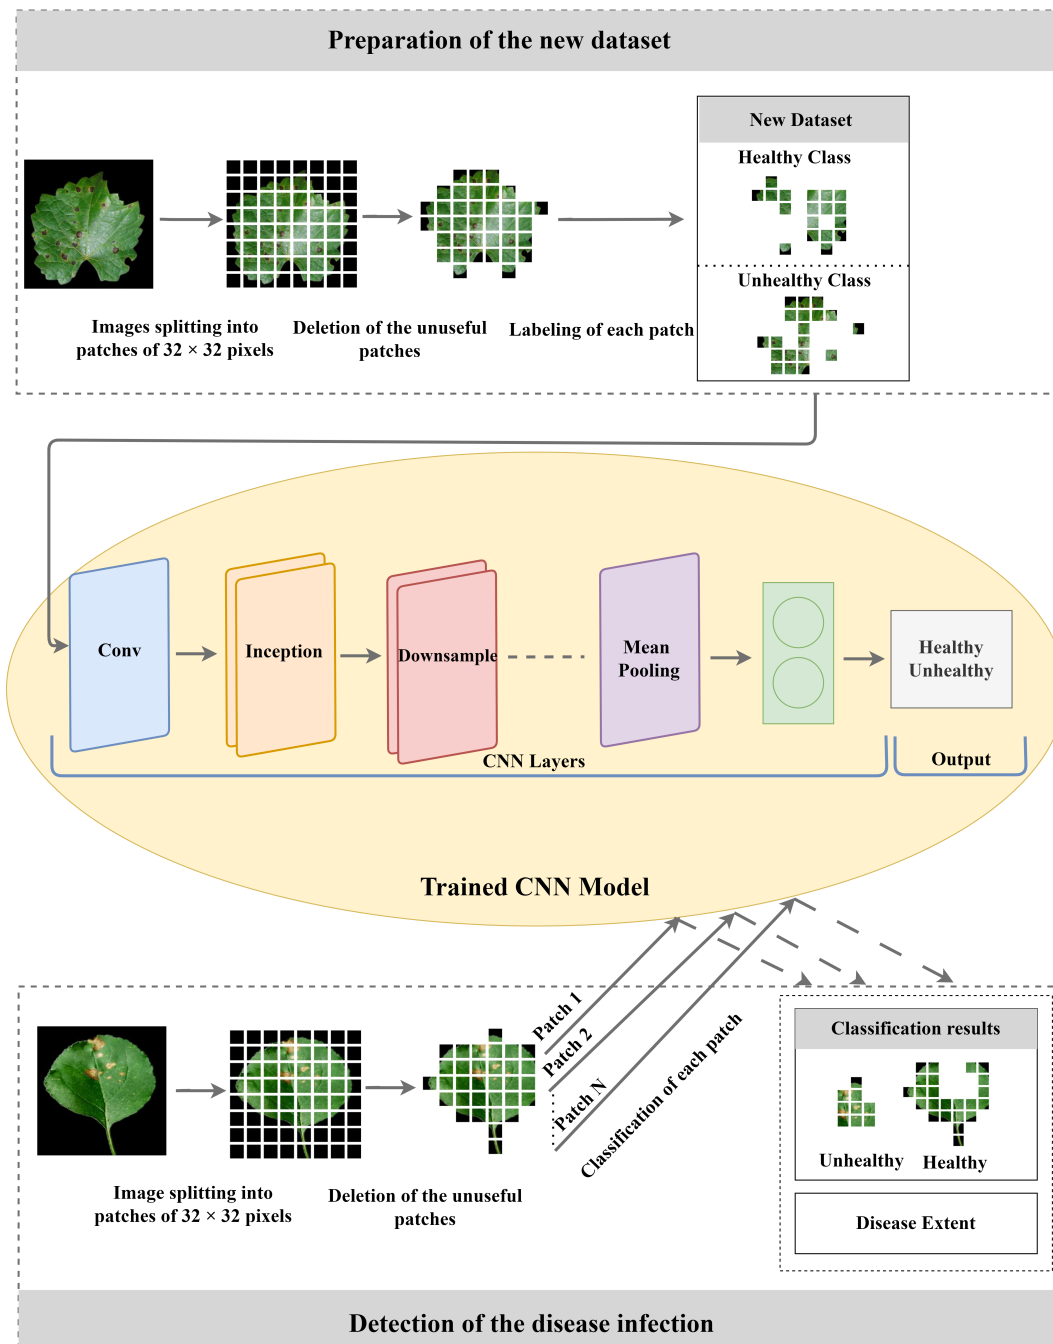 Preparation of the new dataset
New Dataset
Healthy Class
Unhealthy Class
Images splitting into
patches of 32 × 32 pixels
Deletion of the unuseful
patches
Labeling of each patch
Conv
Inception
Downsample
Mean
Pooling
Healthy
Unhealthy
CNN Layers
Output
Trained CNN Model
Patch 1
Patch 2
Patch N
Classification of each patch
Image splitting into
patches of 32 × 32 pixels
Deletion of the unuseful
patches
Classification results
Unhealthy
Healthy
Disease Extent
Detection of the disease infection